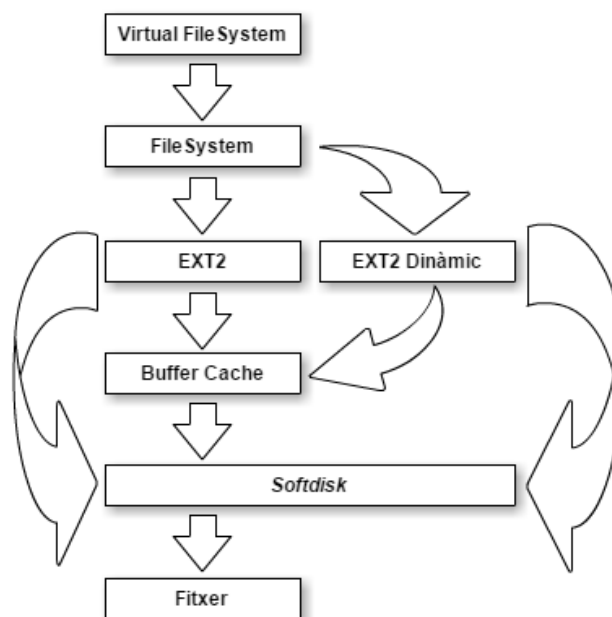 Virtual FileSystem
FileSystem
EXT2
EXT2 Dinàmic
Buffer Cache
Softdisk
Fitxer